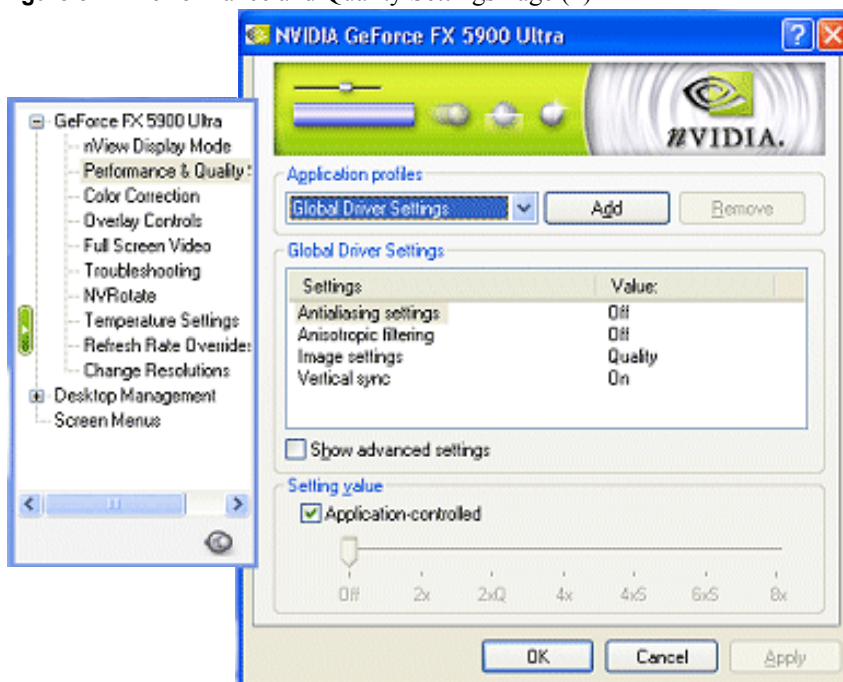 NVIDIA GeForce FX 5900 Ultra
NVIDIA.
GeForce FX 5900 Ultra
nView Display Mode
Performance & Quality
Color Correction
Overlay Controls
Full Screen Video
Troubleshooting
NVRotate
Temperature Settings
Refresh Rate Overrides
Change Resolutions
Desktop Management
Screen Menus
Application profiles
Global Driver Settings
Add
Remove
Global Driver Settings
Settings Value:
Antialiasing settings Off
Anisotropic filtering Off
Image settings Quality
Vertical sync On
Show advanced settings
Setting value
Application-controlled
Off 2x 2xQ 4x 4xS 6xS 8x
OK Cancel Apply